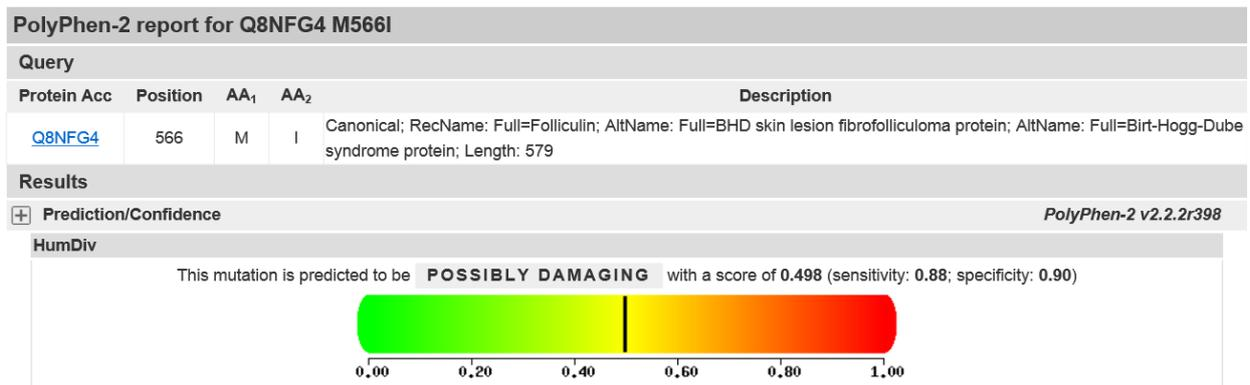 PolyPhen-2 report for Q8NFG4 M566I
Query
Protein Acc Position AA₁ AA₂ Description
Q8NFG4 566 M I Canonical; RecName: Full=Folliculin; AltName: Full=BHD skin lesion fibrofolliculoma protein; AltName: Full=Birt-Hogg-Dube
syndrome protein; Length: 579
Results
+ Prediction/Confidence PolyPhen-2 v2.2.2r398
HumDiv
This mutation is predicted to be POSSIBLY DAMAGING with a score of 0.498 (sensitivity: 0.88; specificity: 0.90)
0.00 0.20 0.40 0.60 0.80 1.00